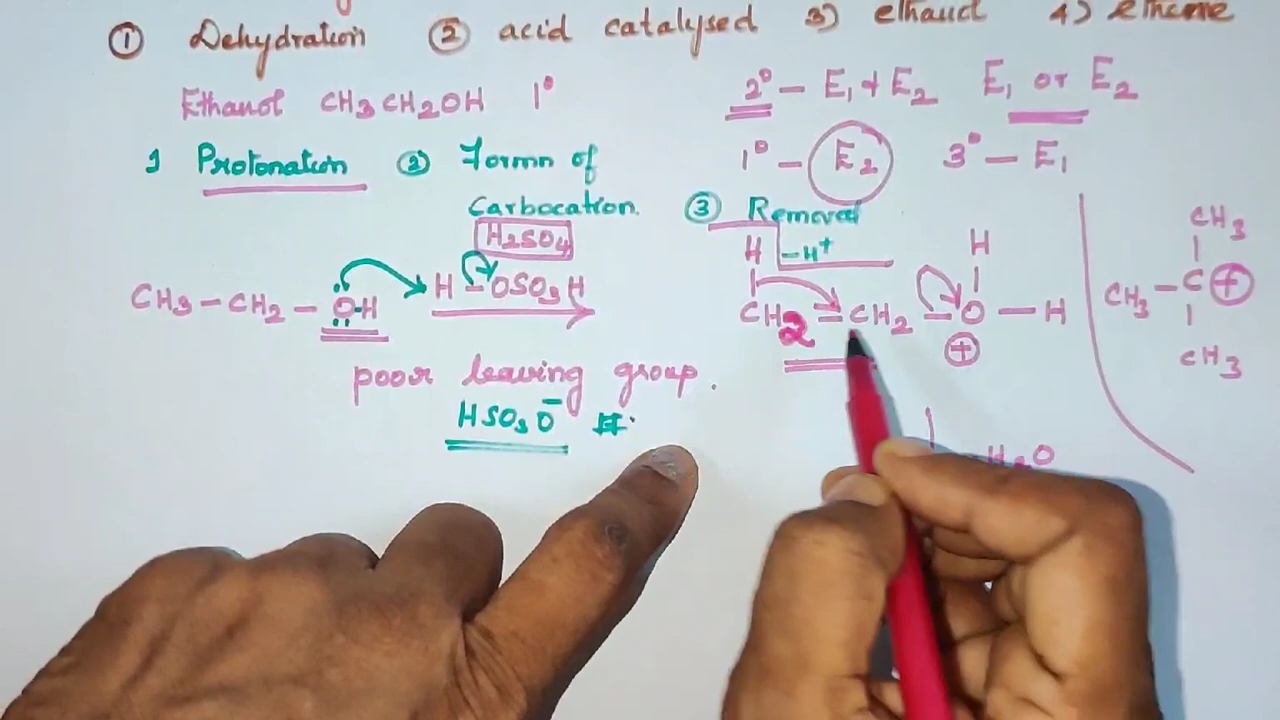 ① Dehydration ② acid catalysed 3) ethanol 4) ethene
Ethanol CH3CH2OH 1°
2° — E1 + E2 E1 or E2
1° — E2 3° — E1
1 Protonation ② Formn of
Carbocation.
③ Removal
H2SO4
-H+
H
H
CH3 — CH2 — OH
H — OSO3H
CH2 = CH2 — O — H
⊕
CH3
CH3 — C ⊕
CH3
poor leaving group.
HSO3O-
H2O